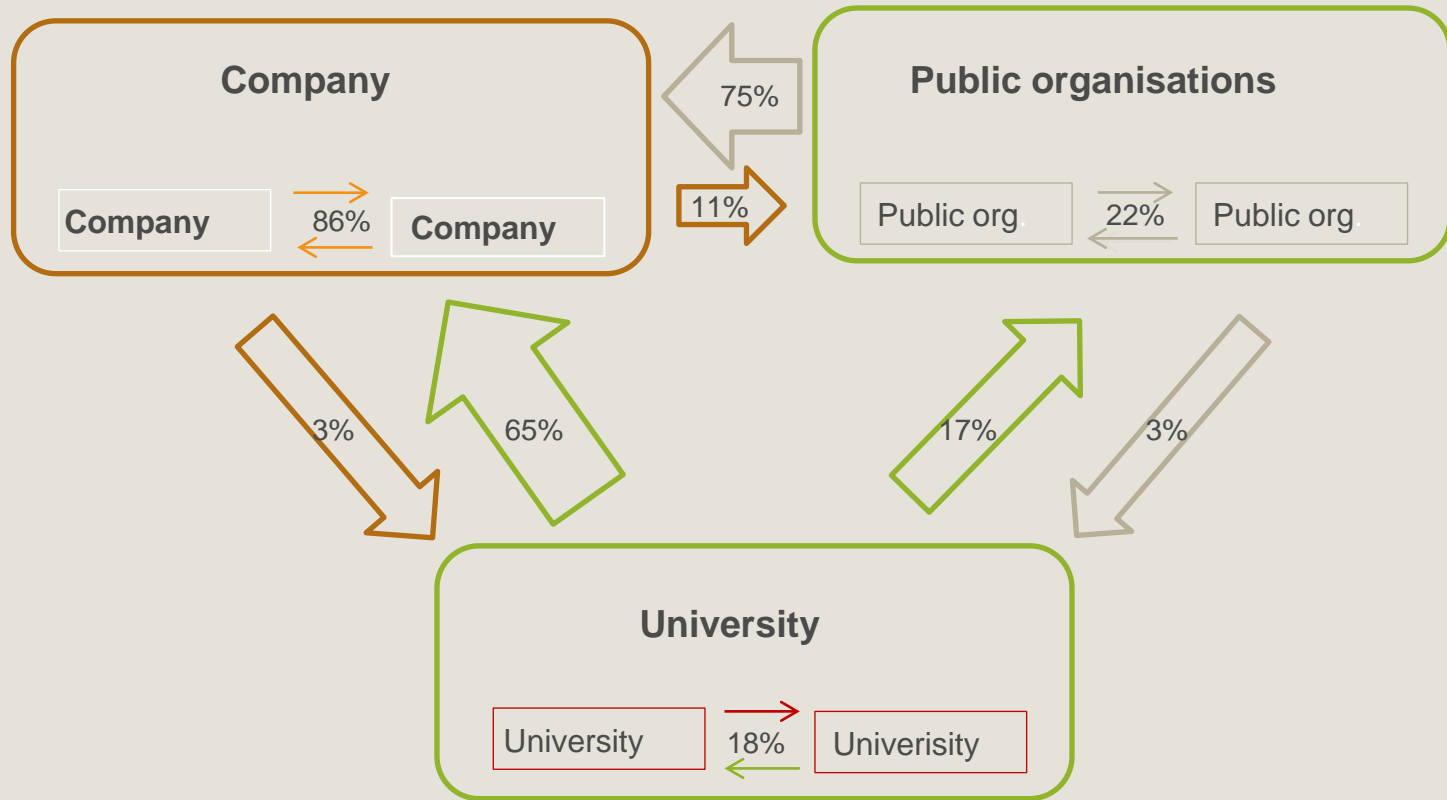 Company
Public organisations
75%
Company
86%
Company
11%
Public org.
22%
Public org.
3%
65%
17%
3%
University
University
18%
Univerisity